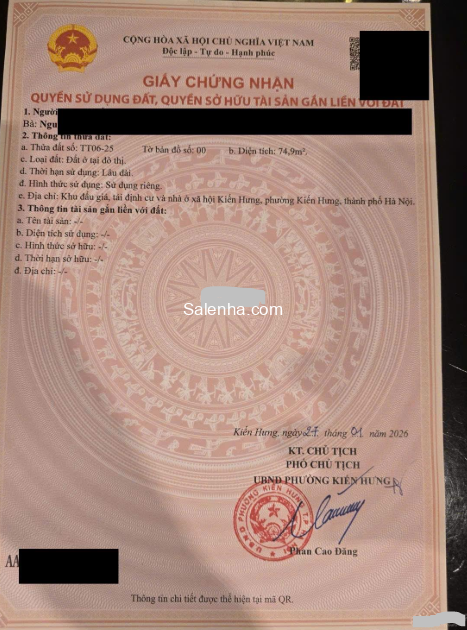 CỘNG HÒA XÃ HỘI CHỦ NGHĨA VIỆT NAM
Độc lập - Tự do - Hạnh phúc
GIẤY CHỨNG NHẬN
QUYỀN SỬ DỤNG ĐẤT, QUYỀN SỞ HỮU TÀI SẢN GẮN LIỀN VỚI ĐẤT
1. Người
Bà: Ngu
2. Thông tin thửa đất:
a. Thửa đất số: TT06-25 Tờ bản đồ số: 00 b. Diện tích: 74,9m².
c. Loại đất: Đất ở tại đô thị.
d. Thời hạn sử dụng: Lâu dài.
đ. Hình thức sử dụng: Sử dụng riêng.
e. Địa chỉ: Khu đấu giá, tái định cư và nhà ở xã hội Kiến Hưng, phường Kiến Hưng, thành phố Hà Nội.
3. Thông tin tài sản gắn liền với đất:
a. Tên tài sản: -/-
b. Diện tích sử dụng: -/-
c. Hình thức sở hữu: -/-
d. Thời hạn sở hữu: -/-
đ. Địa chỉ: -/-
Salenha.com
Kiến Hưng, ngày 27 tháng 01 năm 2026
KT. CHỦ TỊCH
PHÓ CHỦ TỊCH
UBND PHƯỜNG KIẾN HƯNG
Phan Cao Đăng
AA
Thông tin chi tiết được thể hiện tại mã QR.